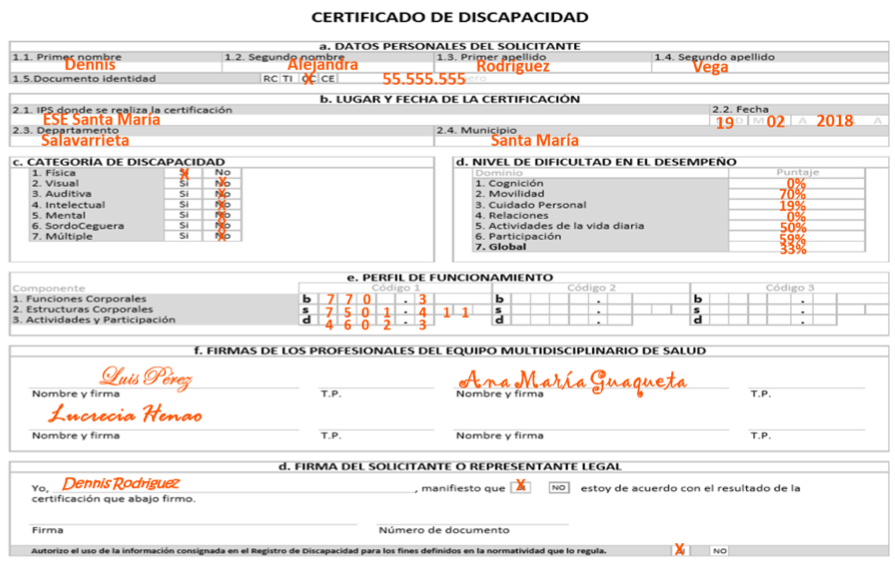 CERTIFICADO DE DISCAPACIDAD
a. DATOS PERSONALES DEL SOLICITANTE
1.1. Primer nombre 1.2. Segundo nombre 1.3. Primer apellido 1.4. Segundo apellido
Dennis Alejandra Rodriguez Vega
1.5.Documento identidad RC TI CC X CE 55.555.555
b. LUGAR Y FECHA DE LA CERTIFICACIÓN
2.1. IPS donde se realiza la certificación 2.2. Fecha
ESE Santa María 19 02 2018
2.3. Departamento 2.4. Municipio
Salavarrieta Santa María
c. CATEGORÍA DE DISCAPACIDAD
1. Física Si X No
2. Visual Si No X
3. Auditiva Si No X
4. Intelectual Si No X
5. Mental Si No X
6. SordoCeguera Si No X
7. Múltiple Si No X
d. NIVEL DE DIFICULTAD EN EL DESEMPEÑO
Dominio Puntaje
1. Cognición 0%
2. Movilidad 70%
3. Cuidado Personal 19%
4. Relaciones 0%
5. Actividades de la vida diaria 50%
6. Participación 59%
7. Global 33%
e. PERFIL DE FUNCIONAMIENTO
Componente Código 1 Código 2 Código 3
1. Funciones Corporales b 7 7 0 . 3 b . b .
2. Estructuras Corporales s 7 5 0 1 . 4 1 1 s . s .
3. Actividades y Participación d 4 6 0 2 . 3 d . d .
f. FIRMAS DE LOS PROFESIONALES DEL EQUIPO MULTIDISCIPLINARIO DE SALUD
Luis Pérez Ana María Guaqueta
Nombre y firma T.P. Nombre y firma T.P.
Lucrecia Henao
Nombre y firma T.P. Nombre y firma T.P.
d. FIRMA DEL SOLICITANTE O REPRESENTANTE LEGAL
Yo, Dennis Rodriguez, manifiesto que X NO estoy de acuerdo con el resultado de la
certificación que abajo firmo.
Firma Número de documento
Autorizo el uso de la información consignada en el Registro de Discapacidad para los fines definidos en la normatividad que lo regula. X NO